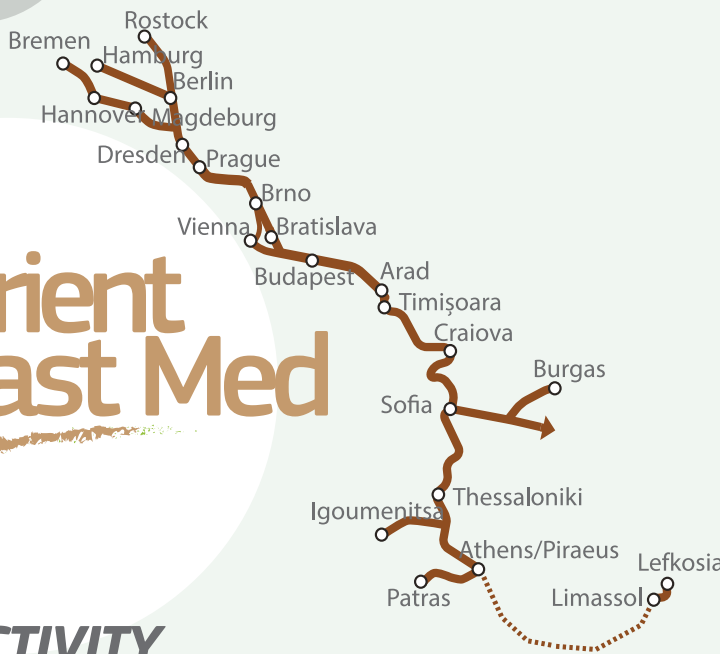 Rostock
Bremen
Hamburg
Berlin
Hannover
Magdeburg
Dresden
Prague
Brno
Vienna
Bratislava
Budapest
Arad
Timişoara
Craiova
rient
ast Med
Burgas
Sofia
Thessaloniki
Igoumenitsa
Athens/Piraeus
Lefkosia
Patras
Limassol
CTIVITY